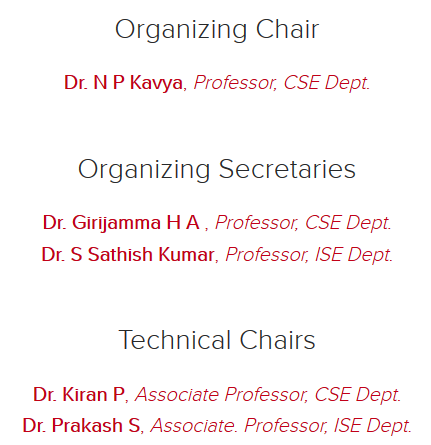 Organizing Chair
Dr. N P Kavya, Professor, CSE Dept.
Organizing Secretaries
Dr. Girijamma H A , Professor, CSE Dept.
Dr. S Sathish Kumar, Professor, ISE Dept.
Technical Chairs
Dr. Kiran P, Associate Professor, CSE Dept.
Dr. Prakash S, Associate. Professor, ISE Dept.